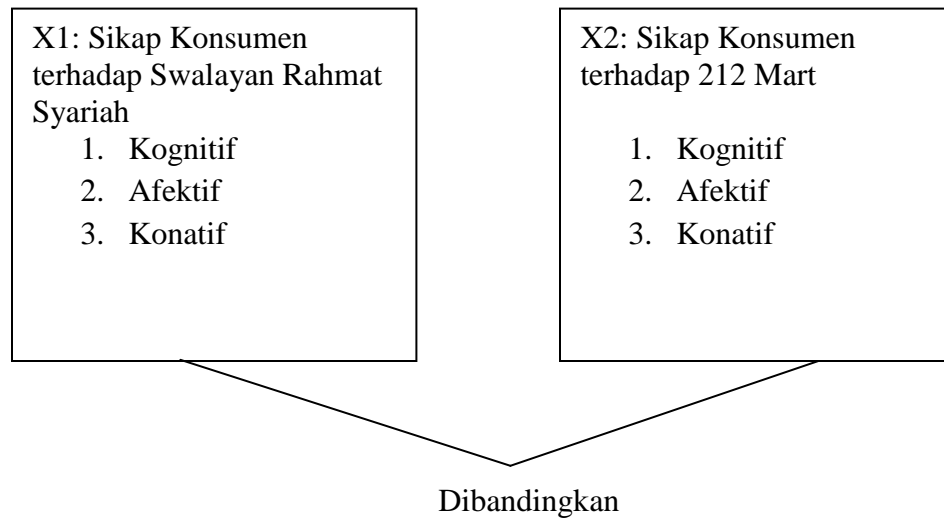 X1: Sikap Konsumen
terhadap Swalayan Rahmat
Syariah
1. Kognitif
2. Afektif
3. Konatif
X2: Sikap Konsumen
terhadap 212 Mart
1. Kognitif
2. Afektif
3. Konatif
Dibandingkan